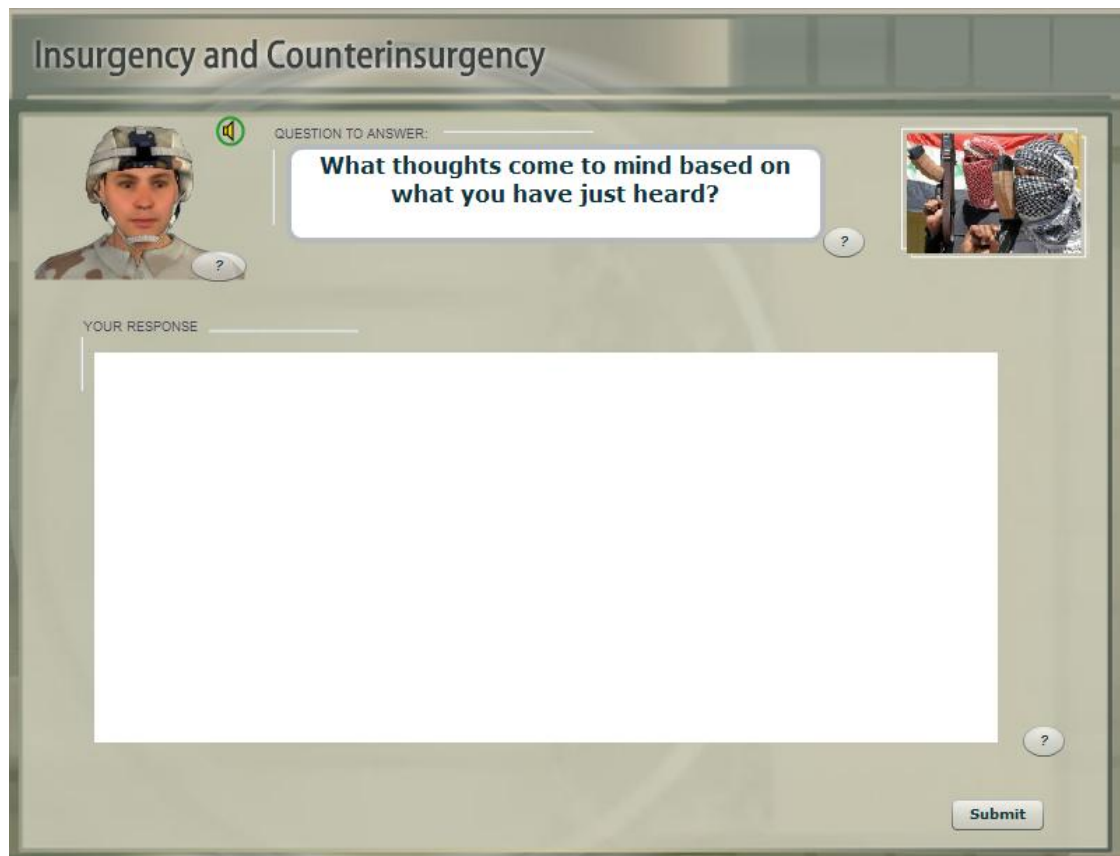 Insurgency and Counterinsurgency
QUESTION TO ANSWER:
What thoughts come to mind based on
what you have just heard?
?
?
YOUR RESPONSE
?
Submit